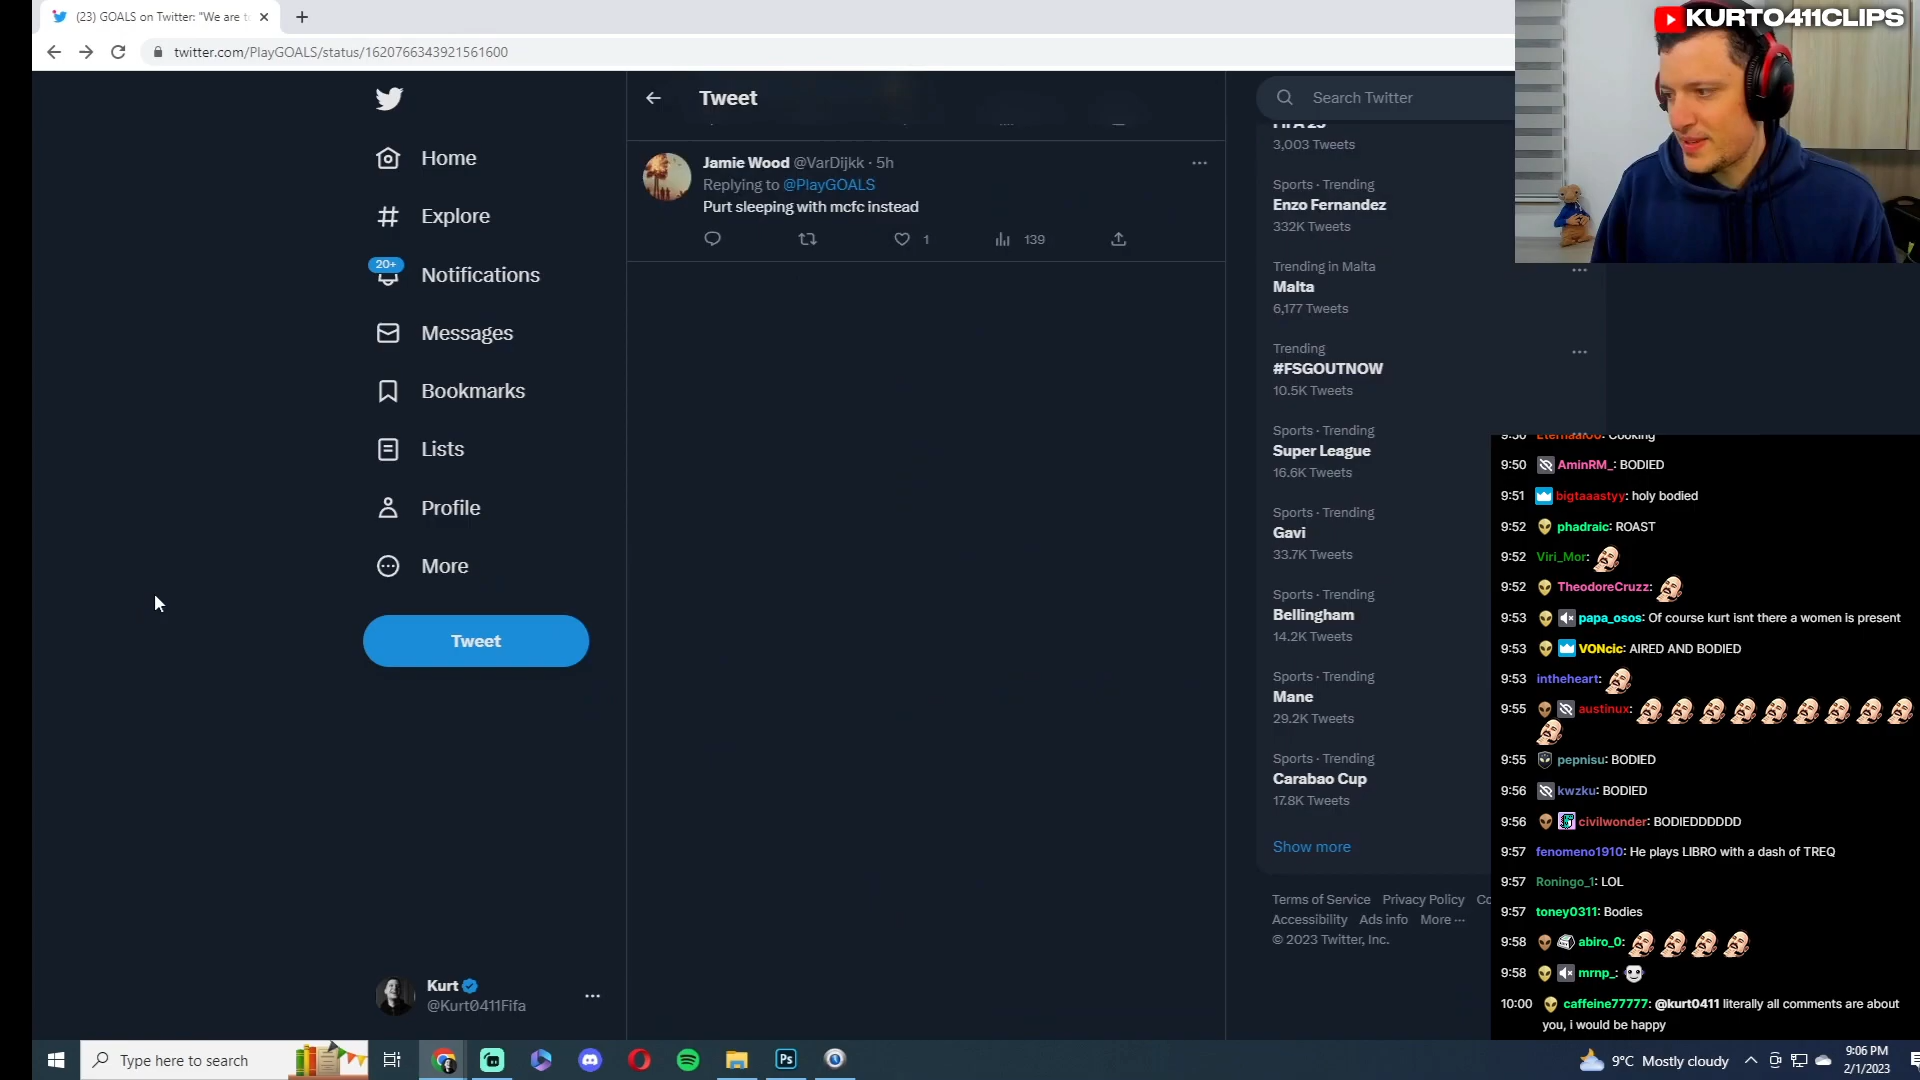 (23) GOALS on Twitter: "We are t
KURT0411CLIPS
twitter.com/PlayGOALS/status/1620766343921561600
Home
Explore
20+
Notifications
Messages
Bookmarks
Lists
Profile
More
Tweet
Kurt
@Kurt0411Fifa
Tweet
Jamie Wood @VarDijkk · 5h
Replying to @PlayGOALS
Purt sleeping with mcfc instead
1
139
Search Twitter
FIFA 23
3,003 Tweets
Sports · Trending
Enzo Fernandez
332K Tweets
Trending in Malta
Malta
6,177 Tweets
Trending
#FSGOUTNOW
10.5K Tweets
Sports · Trending
Super League
16.6K Tweets
Sports · Trending
Gavi
33.7K Tweets
Sports · Trending
Bellingham
14.2K Tweets
Sports · Trending
Mane
29.2K Tweets
Sports · Trending
Carabao Cup
17.8K Tweets
Show more
Terms of Service Privacy Policy Co
Accessibility Ads info More ···
© 2023 Twitter, Inc.
9:50 AminRM_: BODIED
9:51 bigtaaastyy: holy bodied
9:52 phadraic: ROAST
9:52 Viri_Mor:
9:52 TheodoreCruzz:
9:53 papa_osos: Of course kurt isnt there a women is present
9:53 VONcic: AIRED AND BODIED
9:53 intheheart:
9:55 austinux:
9:55 pepnisu: BODIED
9:56 kwzku: BODIED
9:56 civilwonder: BODIEDDDDDD
9:57 fenomeno1910: He plays LIBRO with a dash of TREQ
9:57 Roningo_1: LOL
9:57 toney0311: Bodies
9:58 abiro_0:
9:58 mrnp_:
10:00 caffeine77777: @kurt0411 literally all comments are about
you, i would be happy
Type here to search
Ps
9°C Mostly cloudy
9:06 PM
2/1/2023